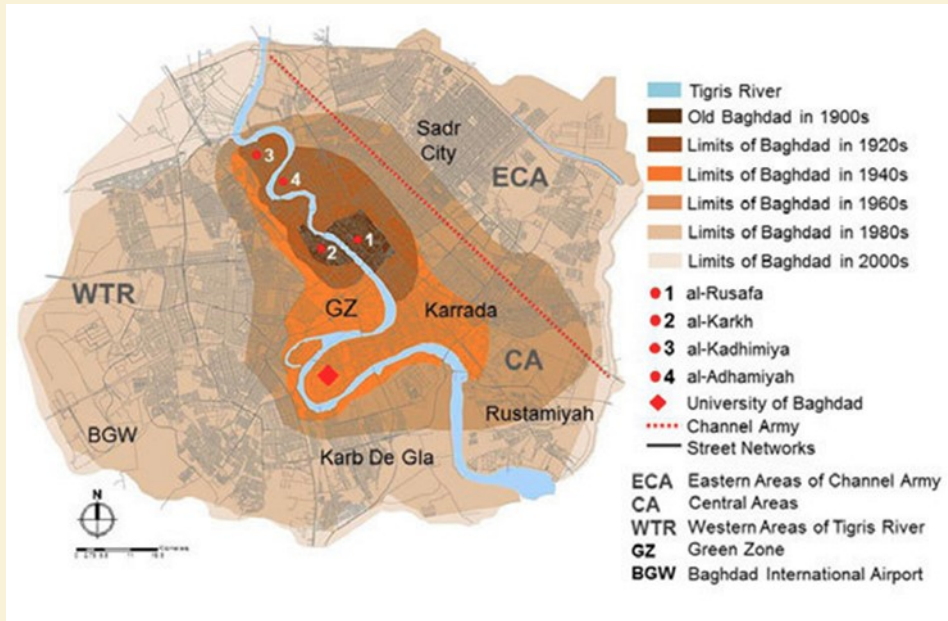 Sadr
City
ECA
3
4
1
2
WTR
GZ
Karrada
CA
Rustamiyah
BGW
Karb De Gla
N
Tigris River
Old Baghdad in 1900s
Limits of Baghdad in 1920s
Limits of Baghdad in 1940s
Limits of Baghdad in 1960s
Limits of Baghdad in 1980s
Limits of Baghdad in 2000s
1 al-Rusafa
2 al-Karkh
3 al-Kadhimiya
4 al-Adhamiyah
University of Baghdad
Channel Army
Street Networks
ECA Eastern Areas of Channel Army
CA Central Areas
WTR Western Areas of Tigris River
GZ Green Zone
BGW Baghdad International Airport